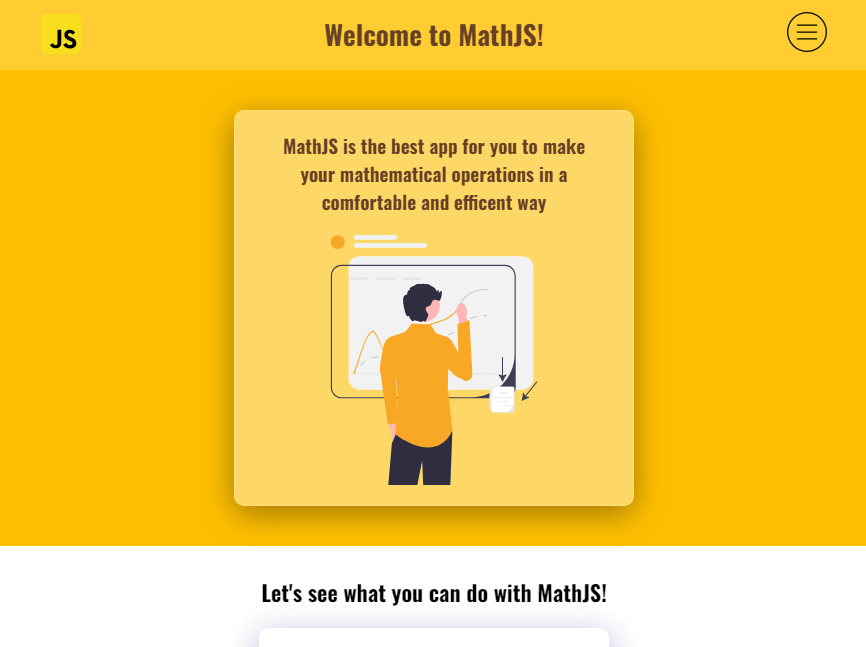 JS
Welcome to MathJS!
MathJS is the best app for you to make
your mathematical operations in a
comfortable and efficent way
Let's see what you can do with MathJS!